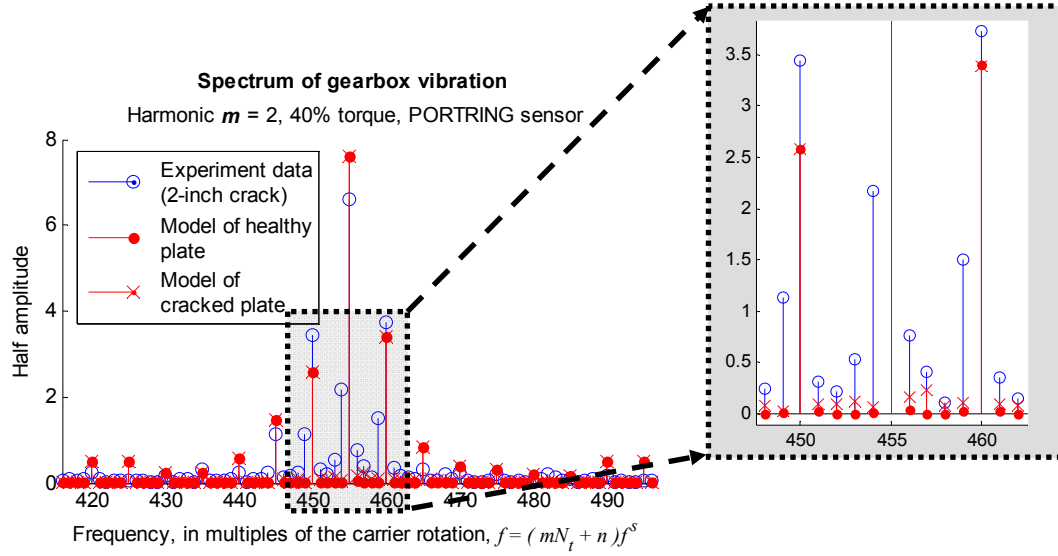 Spectrum of gearbox vibration
Harmonic m = 2, 40% torque, PORTRING sensor
8
6
4
2
0
Half amplitude
Experiment data
(2-inch crack)
Model of healthy
plate
Model of
cracked plate
420 430 440 450 460 470 480 490
Frequency, in multiples of the carrier rotation, f = ( mN_t + n ) f^s
3.5
3
2.5
2
1.5
1
0.5
0
450 455 460